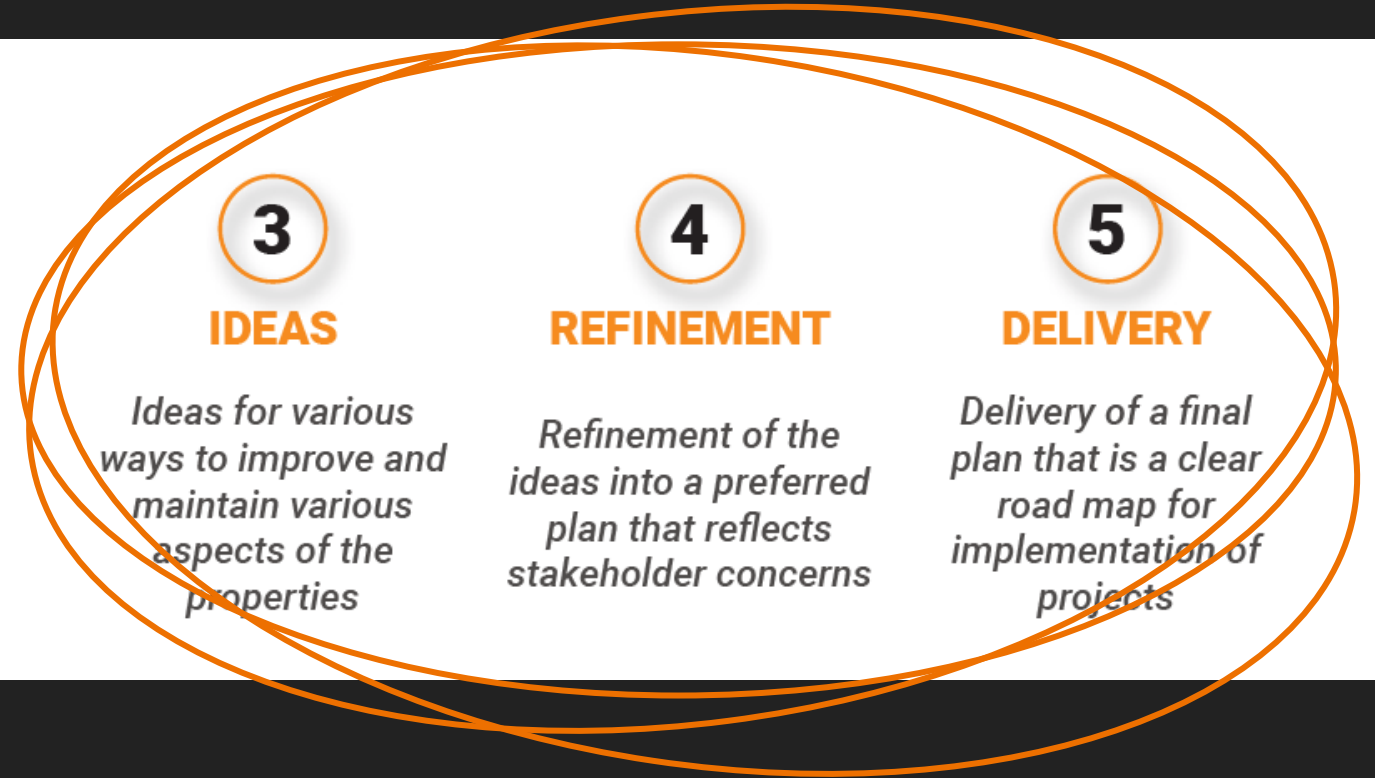 3
IDEAS
Ideas for various
ways to improve and
maintain various
aspects of the
properties
4
REFINEMENT
Refinement of the
ideas into a preferred
plan that reflects
stakeholder concerns
5
DELIVERY
Delivery of a final
plan that is a clear
road map for
implementation of
projects